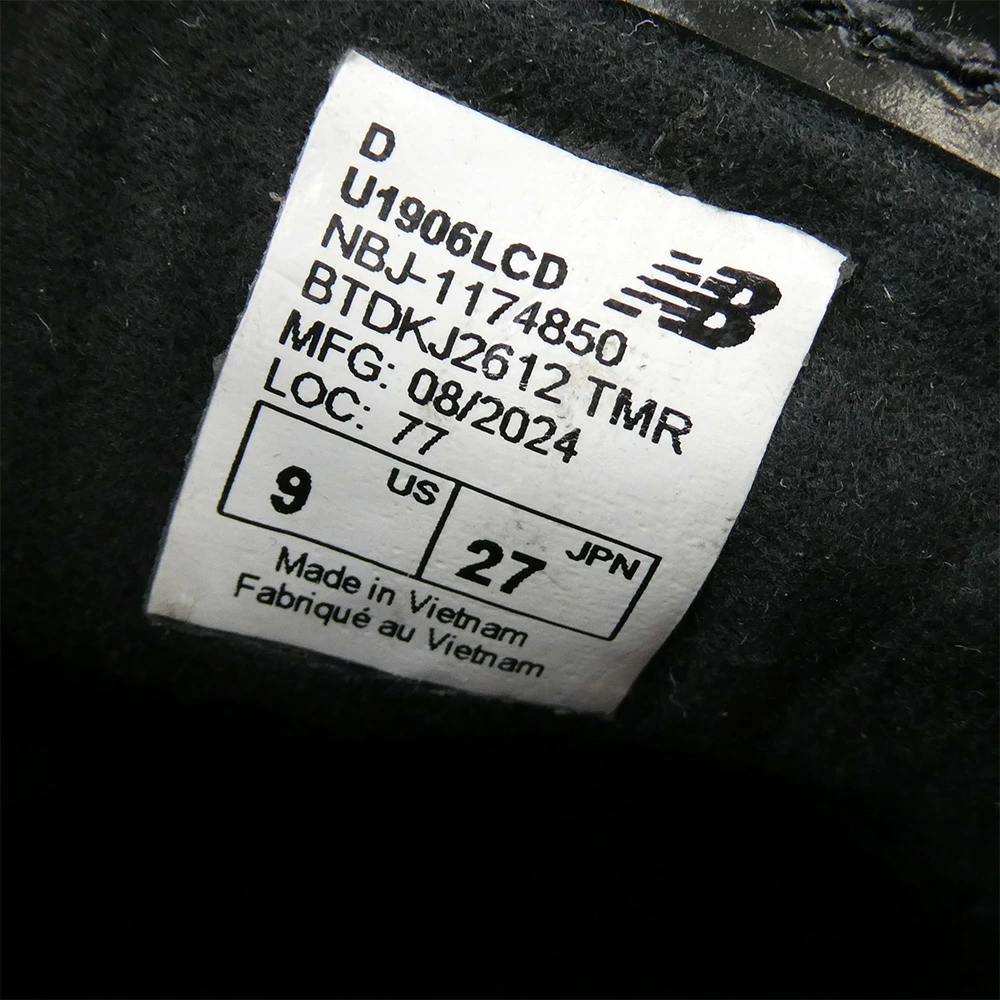 D
U1906LCD
NBJ-1174850
BTDKJ2612 TMR
MFG: 08/2024
LOC: 77
NB
9 US
27 JPN
Made in Vietnam
Fabriqué au Vietnam